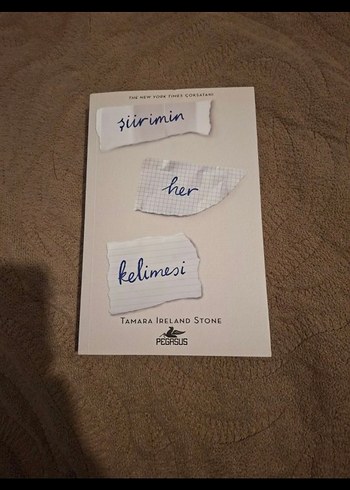 THE NEW YORK TIMES ÇOKSATANI
şiirimin
her
kelimesi
TAMARA IRELAND STONE
PEGASUS